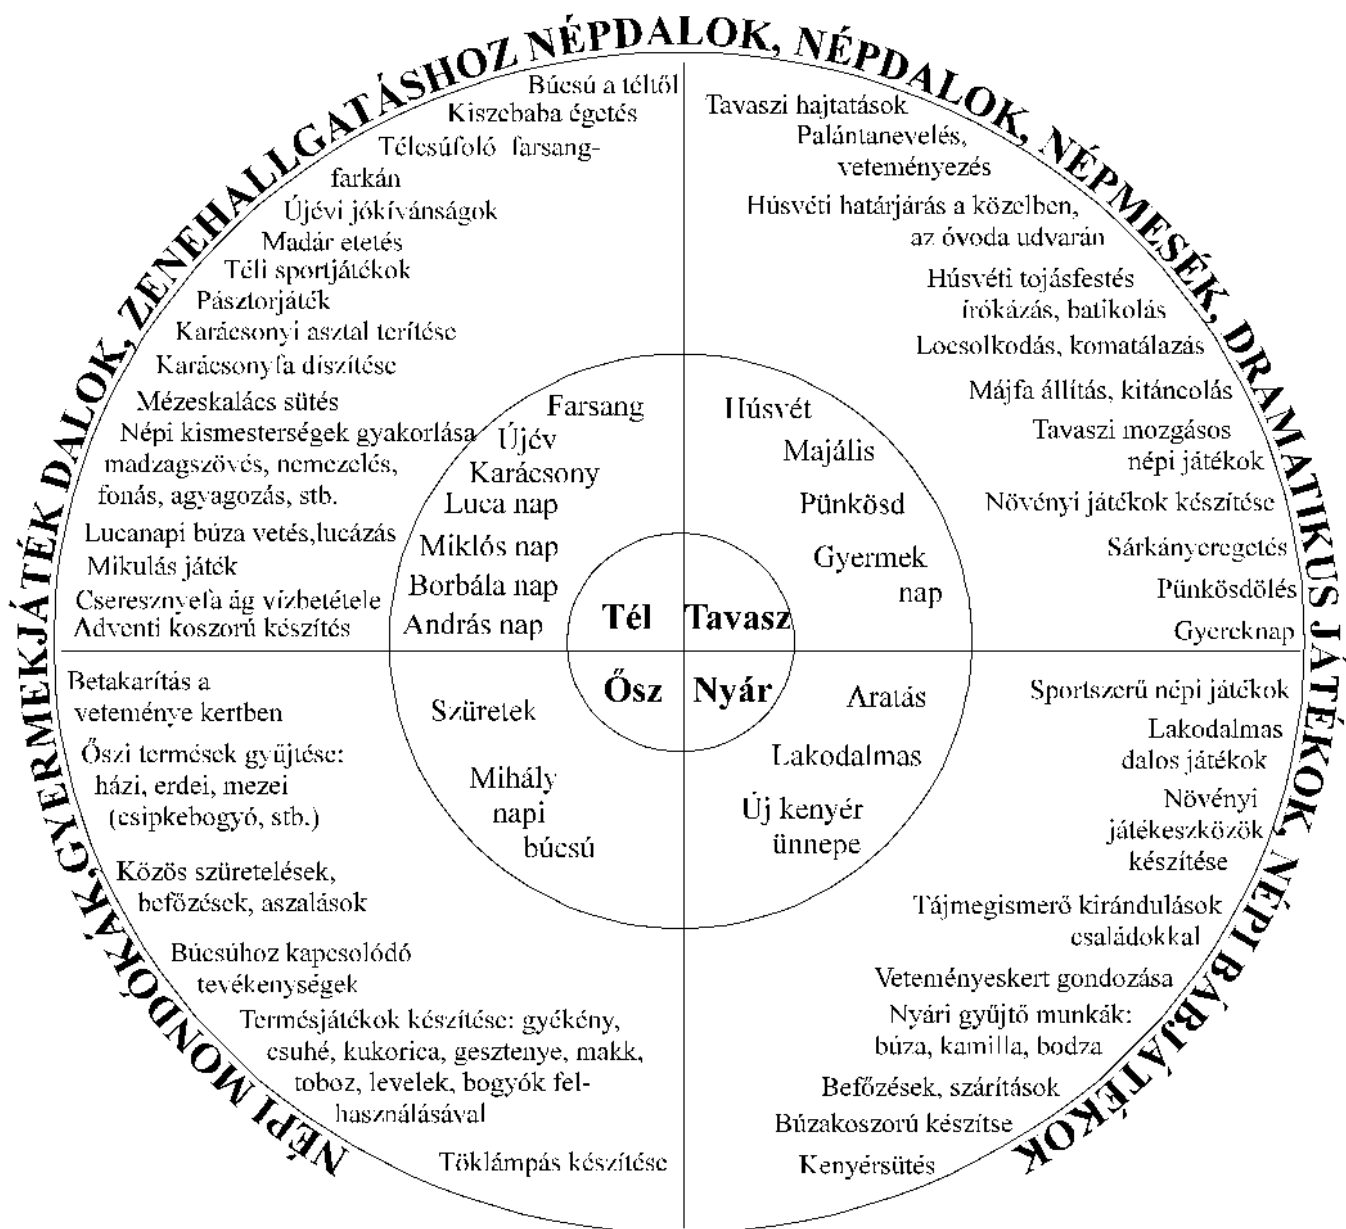 NÉPI MONDÓKÁK,GYERMEKJÁTÉK DALOK, ZENEHALLGATÁSHOZ NÉPDALOK, NÉPDALOK, NÉPMESÉK, DRAMATIKUS JÁTÉKOK, NÉPI BÁBJÁTÉKOK
Búcsú a téltől
Kiszebaba égetés
Télcsúfoló farsang-
farkán
Újévi jókívánságok
Madár etetés
Téli sportjátékok
Pásztorjáték
Karácsonyi asztal terítése
Karácsonyfa díszítése
Mézeskalács sütés
Népi kismesterségek gyakorlása
madzagszövés, nemezelés,
fonás, agyagozás, stb.
Lucanapi búza vetés,lucázás
Mikulás játék
Cseresznyefa ág vízbetétele
Adventi koszorú készítés
Farsang
Újév
Karácsony
Luca nap
Miklós nap
Borbála nap
András nap
Tél
Tavaszi hajtatások
Palántanevelés,
veteményezés
Húsvéti határjárás a közelben,
az óvoda udvarán
Húsvéti tojásfestés
írókázás, batikolás
Locsolkodás, komatálazás
Májfa állítás, kitáncolás
Tavaszi mozgásos
népi játékok
Növényi játékok készítése
Sárkányeregetés
Pünkösdölés
Gyereknap
Húsvét
Majális
Pünkösd
Gyermek
nap
Tavasz
Ősz
Szüretek
Mihály
napi
búcsú
Betakarítás a
veteménye kertben
Őszi termések gyűjtése:
házi, erdei, mezei
(csipkebogyó, stb.)
Közös szüretelések,
befőzések, aszalások
Búcsúhoz kapcsolódó
tevékenységek
Termésjátékok készítése: gyékény,
csuhé, kukorica, gesztenye, makk,
toboz, levelek, bogyók fel-
használásával
Töklámpás készítése
Nyár
Aratás
Lakodalmas
Új kenyér
ünnepe
Sportszerű népi játékok
Lakodalmas
dalos játékok
Növényi
játékeszközök
készítése
Tájmegismerő kirándulások
családokkal
Veteményeskert gondozása
Nyári gyűjtő munkák:
búza, kamilla, bodza
Befőzések, szárítások
Búzakoszorú készítse
Kenyérsütés